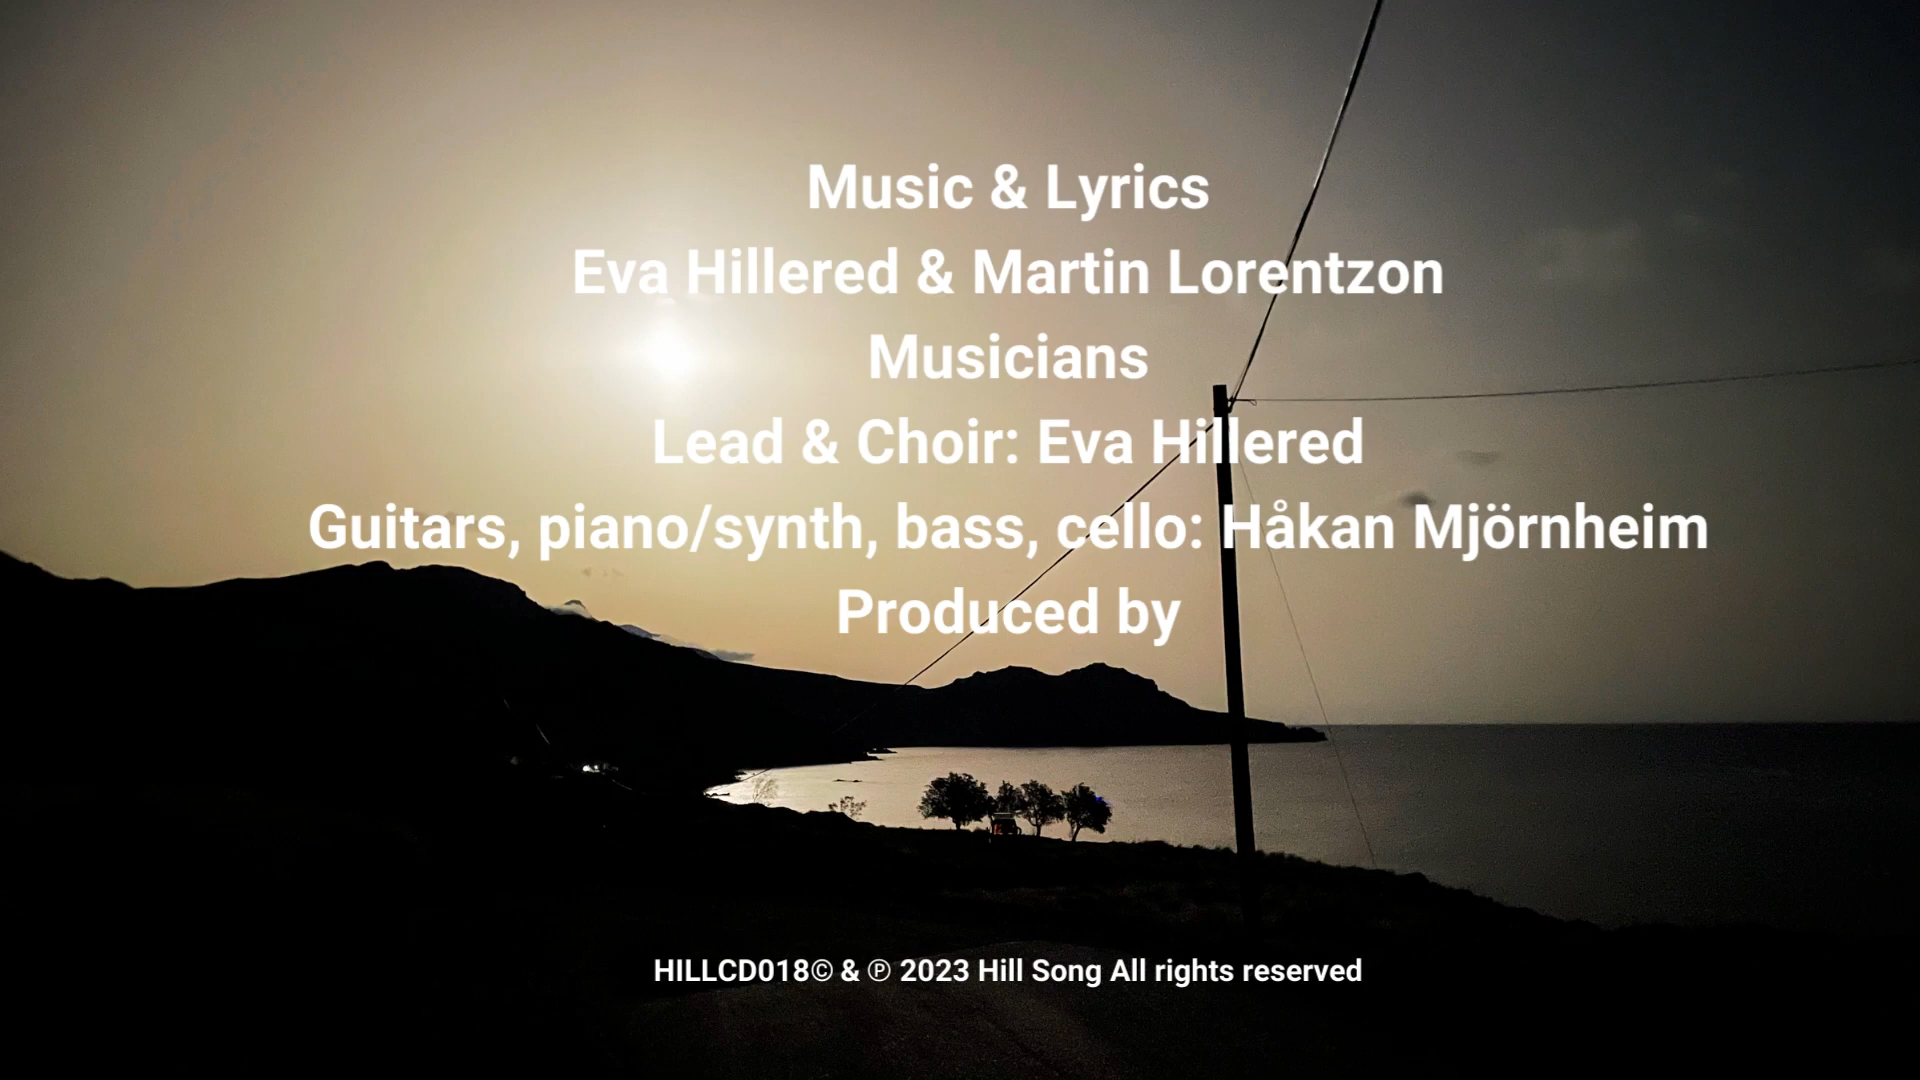 Music & Lyrics
Eva Hillered & Martin Lorentzon
Musicians
Lead & Choir: Eva Hillered
Guitars, piano/synth, bass, cello: Håkan Mjörnheim
Produced by
HILLCD018© & ℗ 2023 Hill Song All rights reserved